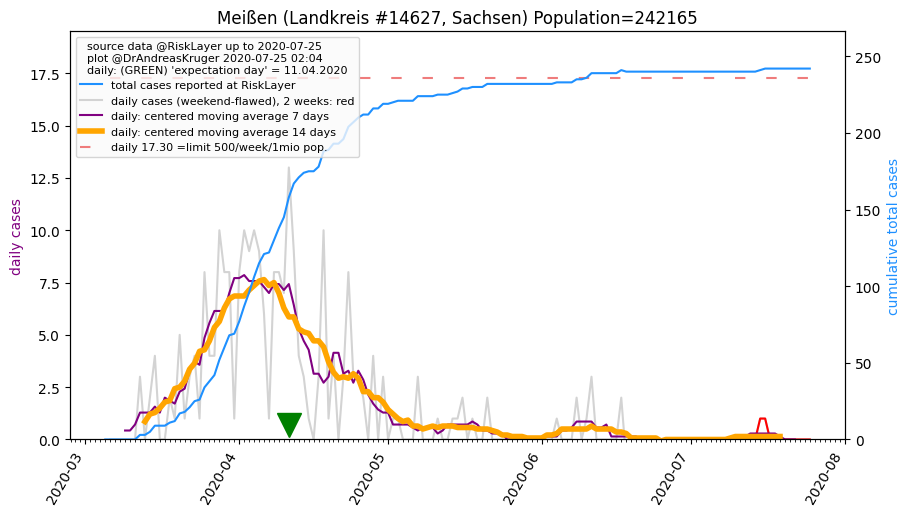 Meißen (Landkreis #14627, Sachsen) Population=242165
source data @RiskLayer up to 2020-07-25
plot @DrAndreasKruger 2020-07-25 02:04
daily: (GREEN) 'expectation day' = 11.04.2020
total cases reported at RiskLayer
daily cases (weekend-flawed), 2 weeks: red
daily: centered moving average 7 days
daily: centered moving average 14 days
daily 17.30 =limit 500/week/1mio pop.
daily cases
17.5
15.0
12.5
10.0
7.5
5.0
2.5
0.0
250
200
150
100
50
0
cumulative total cases
2020-03
2020-04
2020-05
2020-06
2020-07
2020-08